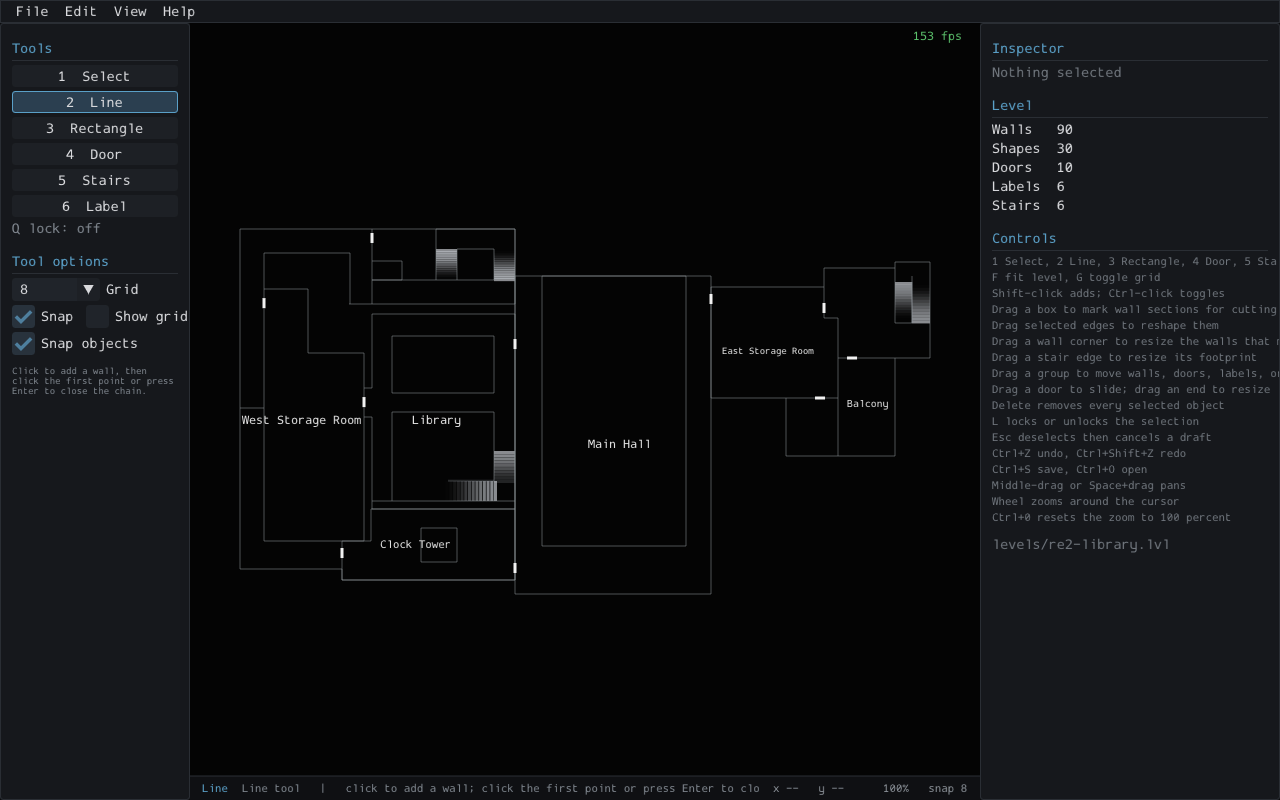 File Edit View Help
Tools
1 Select
2 Line
3 Rectangle
4 Door
5 Stairs
6 Label
Q lock: off
Tool options
8 ▼ Grid
Snap Show grid
Snap objects
Click to add a wall, then
click the first point or press
Enter to close the chain.
153 fps
West Storage Room
Library
Clock Tower
Main Hall
East Storage Room
Balcony
Line Line tool | click to add a wall; click the first point or press Enter to clo x -- y -- 100% snap 8
Inspector
Nothing selected
Level
Walls 90
Shapes 30
Doors 10
Labels 6
Stairs 6
Controls
1 Select, 2 Line, 3 Rectangle, 4 Door, 5 Sta
F fit level, G toggle grid
Shift-click adds; Ctrl-click toggles
Drag a box to mark wall sections for cutting
Drag selected edges to reshape them
Drag a wall corner to resize the walls that
Drag a stair edge to resize its footprint
Drag a group to move walls, doors, labels, o
Drag a door to slide; drag an end to resize
Delete removes every selected object
L locks or unlocks the selection
Esc deselects then cancels a draft
Ctrl+Z undo, Ctrl+Shift+Z redo
Ctrl+S save, Ctrl+O open
Middle-drag or Space+drag pans
Wheel zooms around the cursor
Ctrl+0 resets the zoom to 100 percent
levels/re2-library.lvl